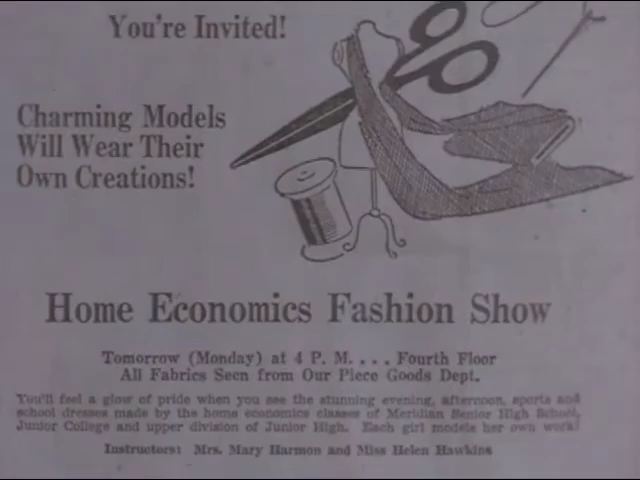 You're Invited!
Charming Models
Will Wear Their
Own Creations!
Home Economics Fashion Show
Tomorrow (Monday) at 4 P. M. . . . Fourth Floor
All Fabrics Seen from Our Piece Goods Dept.
You'll feel a glow of pride when you see the stunning evening, afternoon, sports and
school dresses made by the home economics classes of Meridian Senior High School,
Junior College and upper division of Junior High. Each girl models her own work!
Instructors: Mrs. Mary Harmon and Miss Helen Hawkins